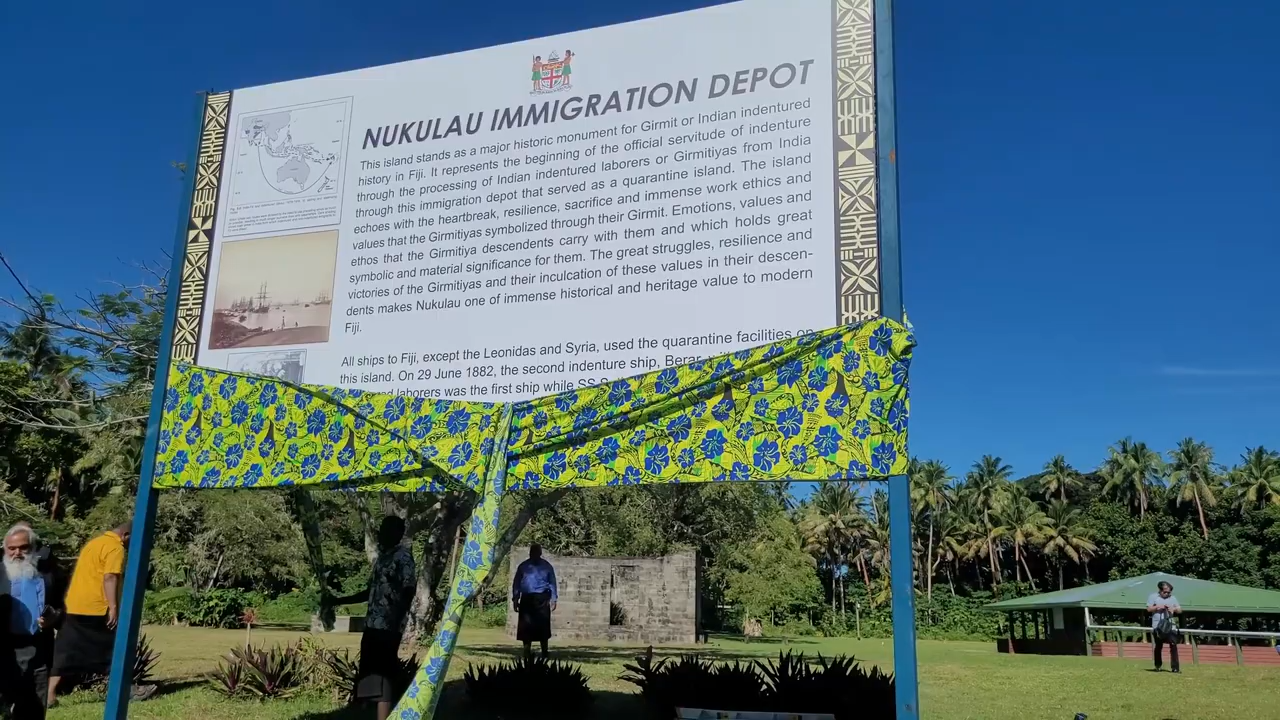 NUKULAU IMMIGRATION DEPOT
This island stands as a major historic monument for Girmit or Indian indentured
history in Fiji. It represents the beginning of the official servitude of indenture
through the processing of Indian indentured laborers or Girmitiyas from India
through this immigration depot that served as a quarantine island. The island
echoes with the heartbreak, resilience, sacrifice and immense work ethics and
values that the Girmitiyas symbolized through their Girmit. Emotions, values and
ethos that the Girmitiya descendents carry with them and which holds great
symbolic and material significance for them. The great struggles, resilience and
victories of the Girmitiyas and their inculcation of these values in their descen-
dents makes Nukulau one of immense historical and heritage value to modern
Fiji.
All ships to Fiji, except the Leonidas and Syria, used the quarantine facilities on
this island. On 29 June 1882, the second indenture ship, Berar
laborers was the first ship while SS